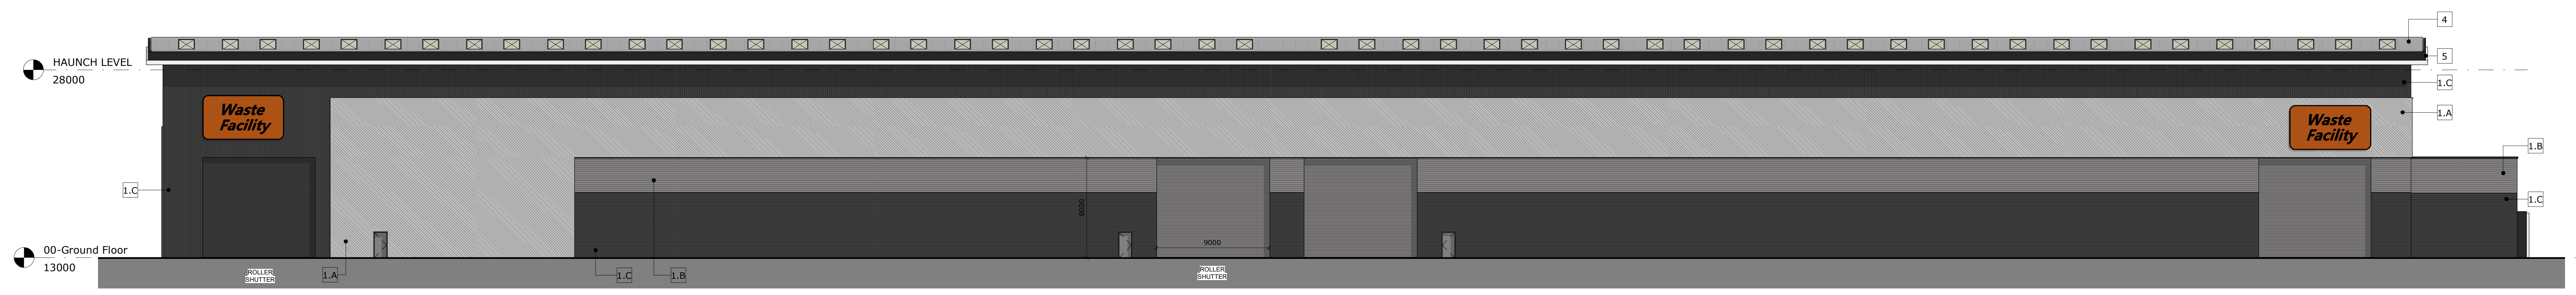 4
HAUNCH LEVEL
28000
5
1.C
Waste
Facility
Waste
Facility
1.A
1.B
1.C
8000
1.C
9000
00-Ground Floor
13000
ROLLER
SHUTTER
1.A
1.C
1.B
ROLLER
SHUTTER